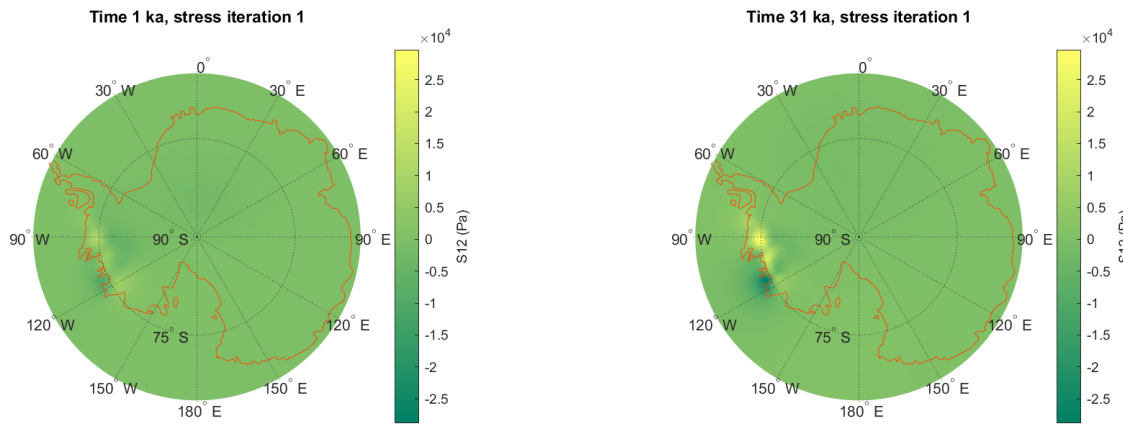 Time 1 ka, stress iteration 1
×10⁴
0° 
30° E
60° E
90° E
120° E
150° E
180° E
150° W
120° W
90° W
60° W
30° W
90° S
75° S
2.5
2
1.5
1
0.5
0
-0.5
-1
-1.5
-2
-2.5
S12 (Pa)
Time 31 ka, stress iteration 1
×10⁴
0°
30° E
60° E
90° E
120° E
150° E
180° E
150° W
120° W
90° W
60° W
30° W
90° S
75° S
2.5
2
1.5
1
0.5
0
-0.5
-1
-1.5
-2
-2.5
S12 (Pa)